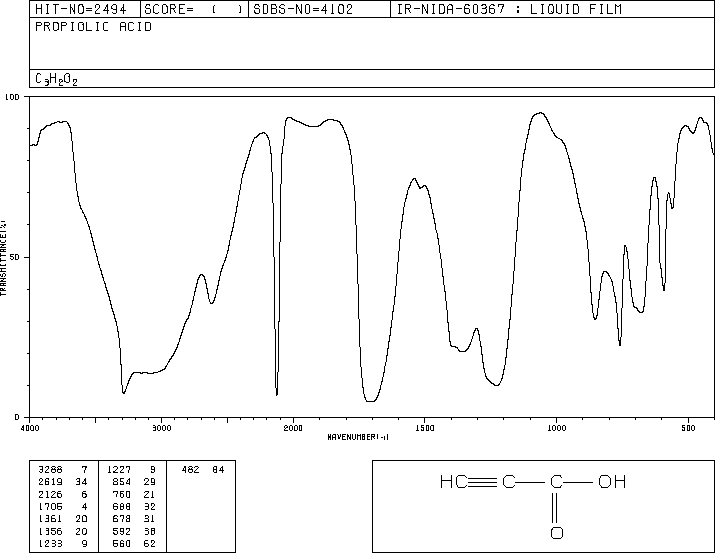 HIT-NO=2494 SCORE= ( ) SDBS-NO=4102 IR-NIDA-60367 : LIQUID FILM
PROPIOLIC ACID
C3H2O2
100
50
0
TRANSMITTANCE(%)
4000 3000 2000 1500 1000 500
WAVENUMBER(-1)
3288 7 1227 9 482 84
2619 34 854 29
2126 6 760 21
1705 4 688 32
1361 20 678 31
1356 20 592 38
1233 9 560 62
HC C C OH
O